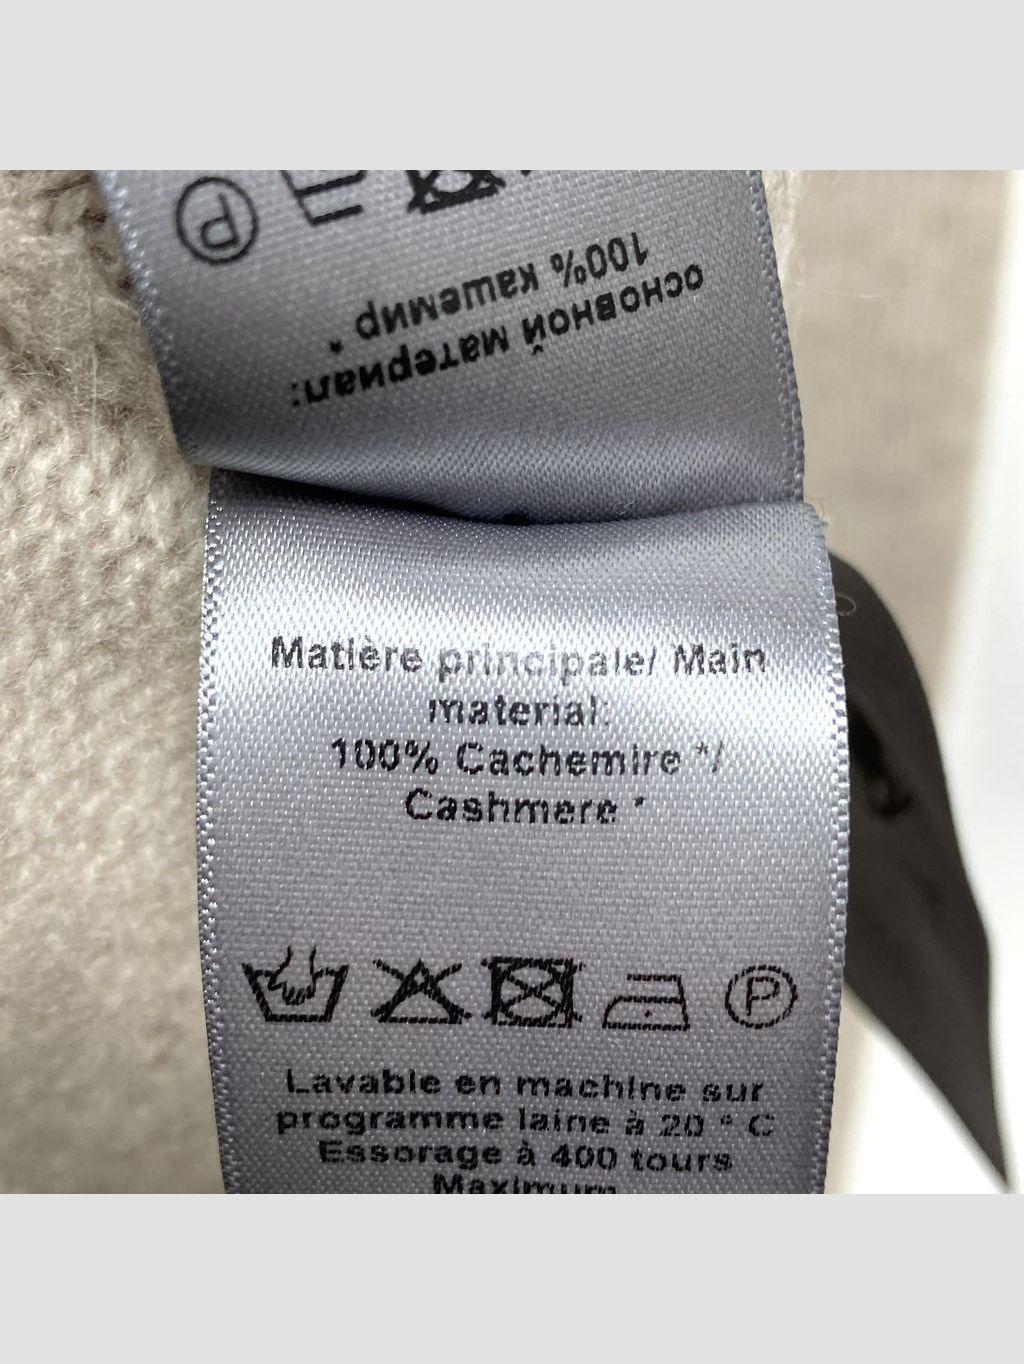 основной материал:
100% кашемир *
Matière principale/ Main
material:
100% Cachemire */
Cashmere *
P
Lavable en machine sur
programme laine à 20 ° C
Essorage à 400 tours
Maximum